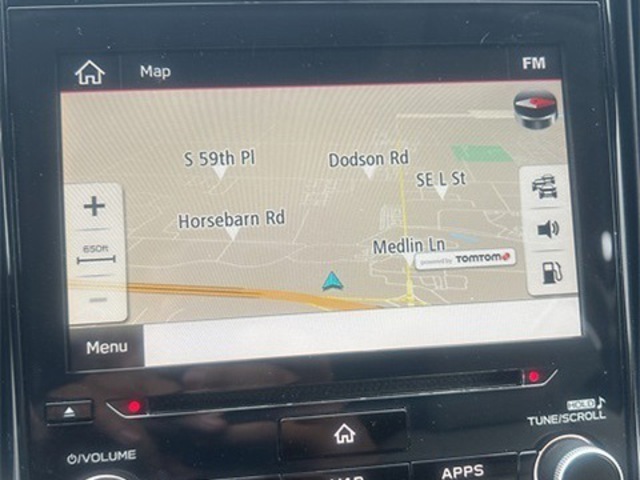 Map
FM
S 59th Pl
Dodson Rd
SE L St
Horsebarn Rd
650ft
Medlin Ln
powered by TOMTOM
Menu
HOLD
TUNE/SCROLL
VOLUME
APPS